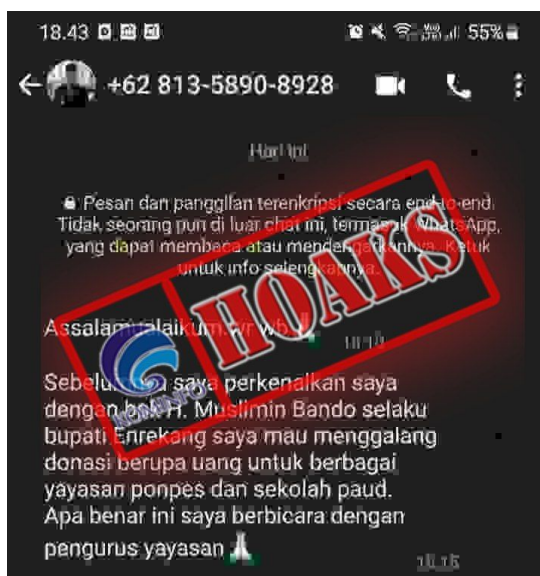 18.43
55%
+62 813-5890-8928
Hari Ini
Pesan dan panggilan terenkripsi secara end-to-end.
Tidak seorang pun di luar chat ini, termasuk WhatsApp,
yang dapat membaca atau mendengarkannya. Ketuk
untuk info selengkapnya.
HOAKS
KOMINFO
Assalamualaikum.wr wb.
Sebelumnya saya perkenalkan saya
dengan bpk H. Muslimin Bando selaku
bupati Enrekang saya mau menggalang
donasi berupa uang untuk berbagai
yayasan ponpes dan sekolah paud.
Apa benar ini saya berbicara dengan
pengurus yayasan